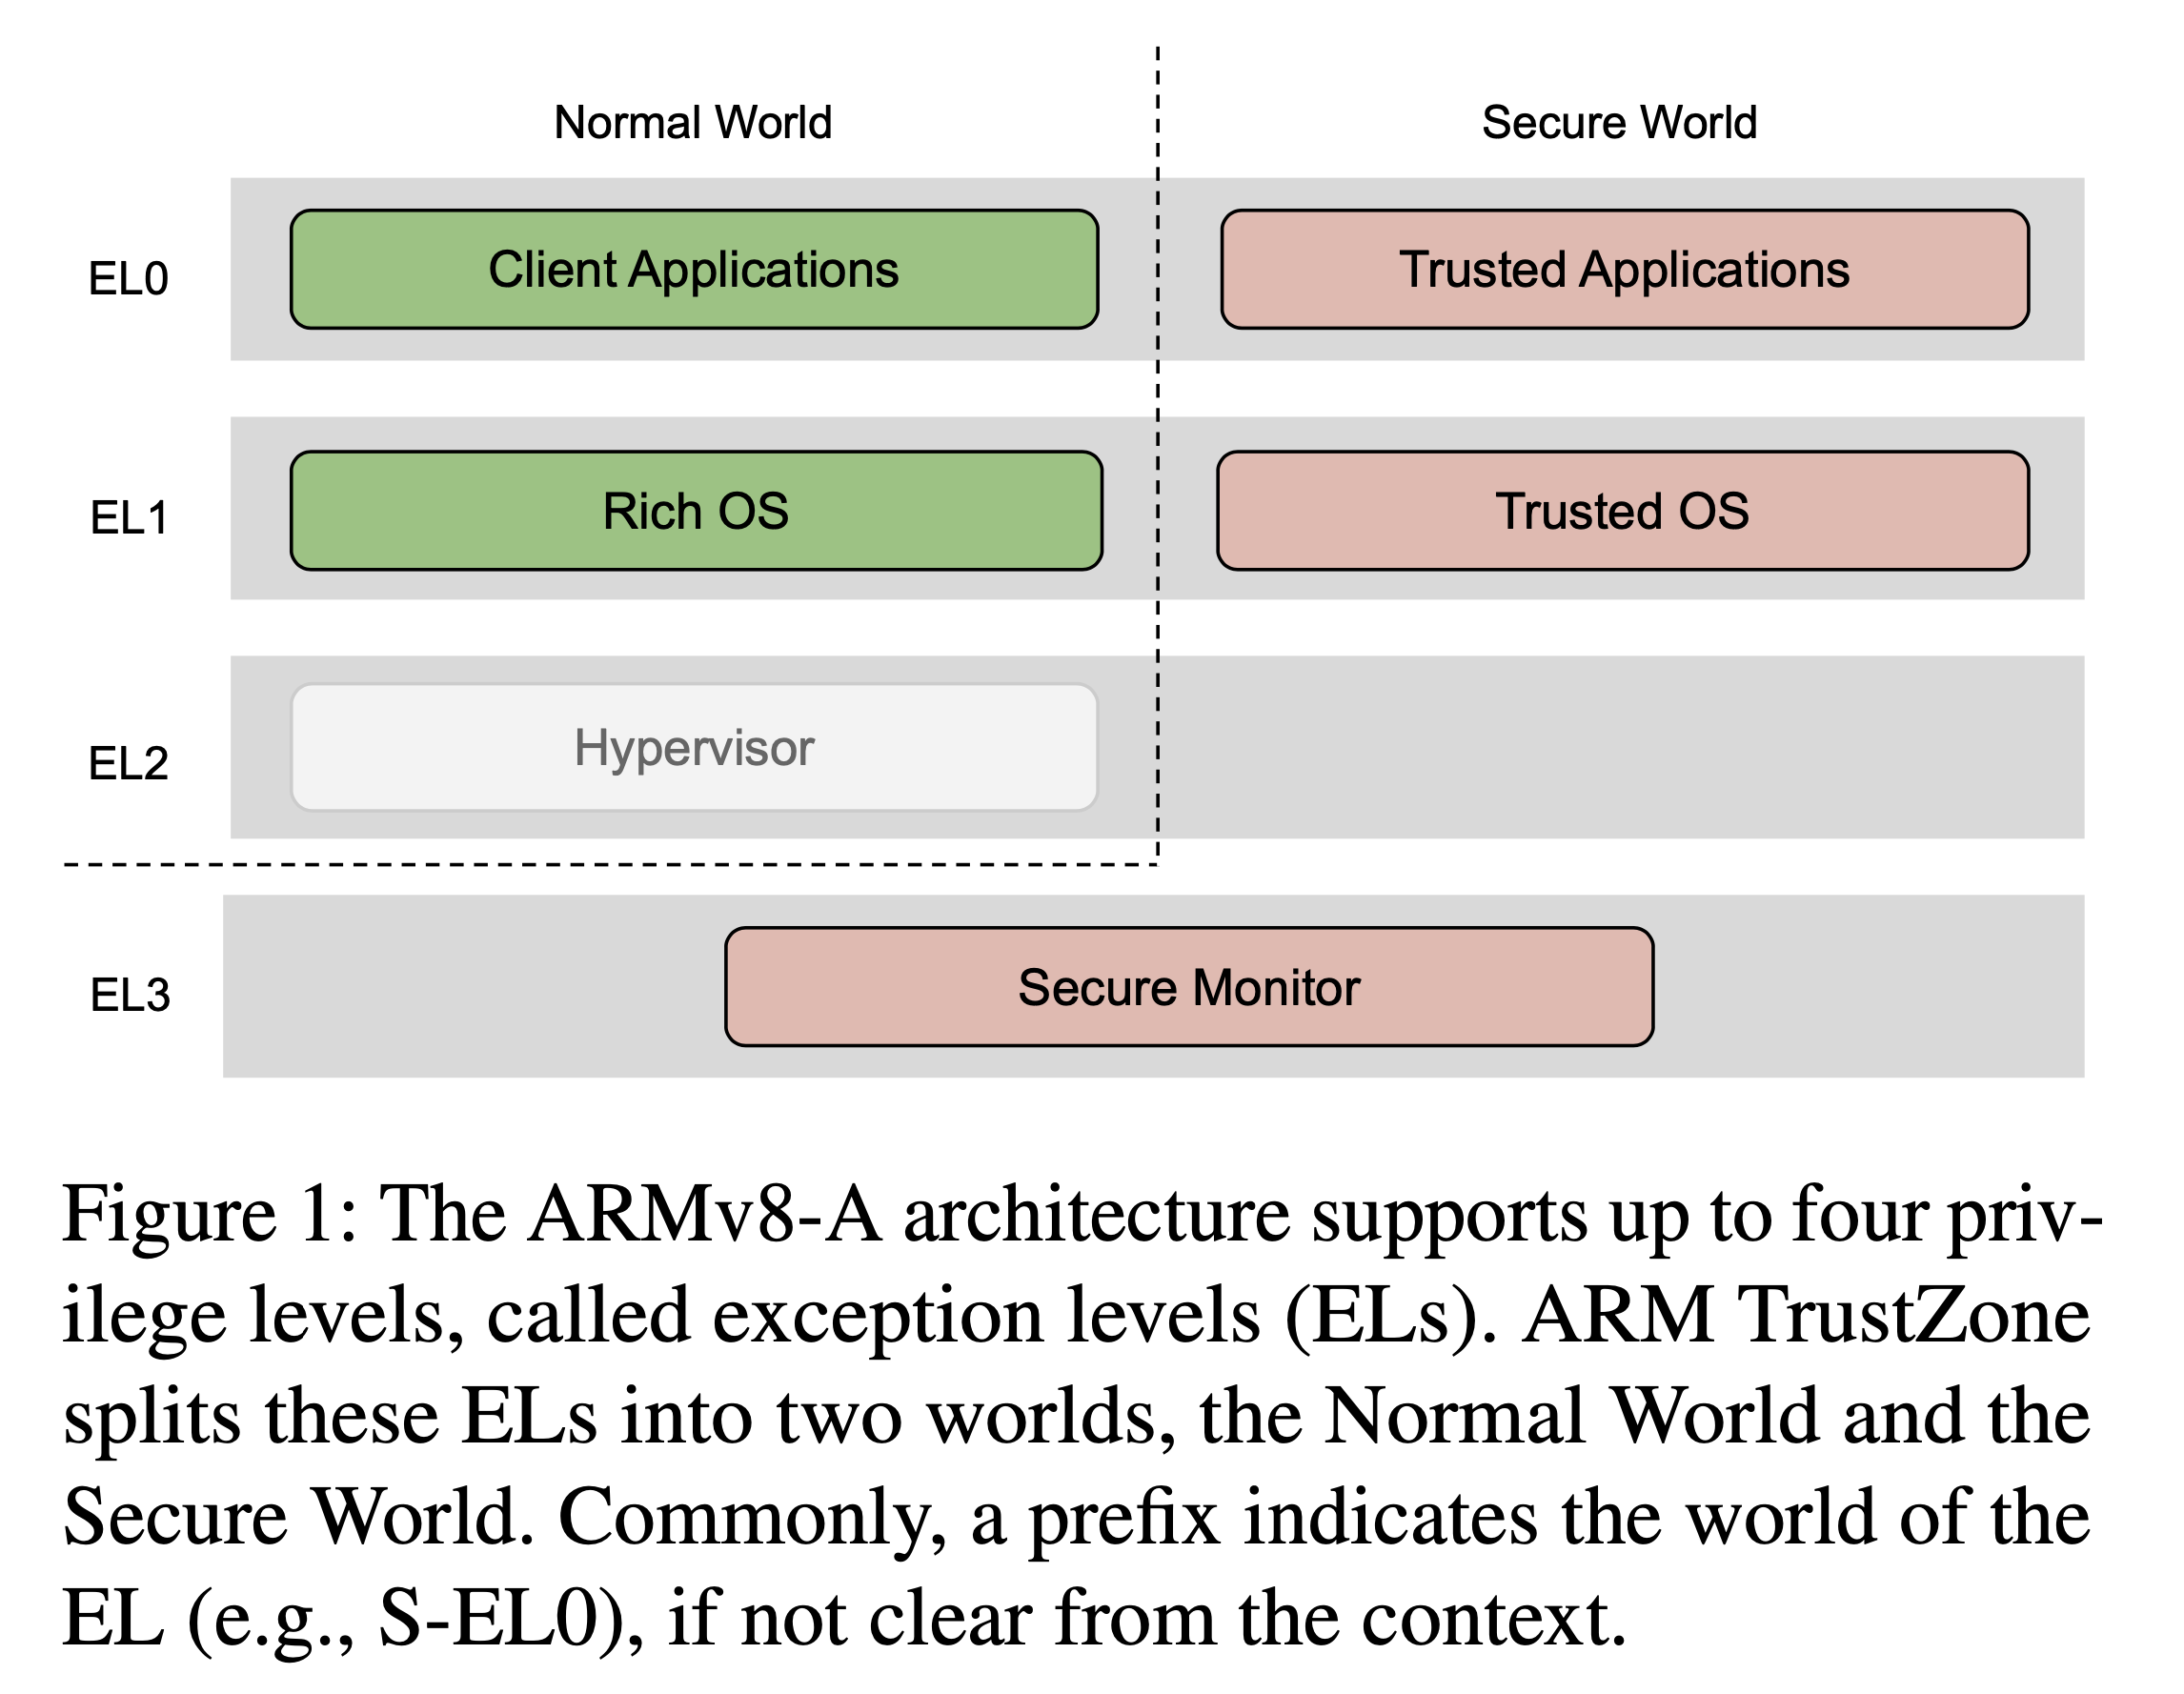 Normal World
Secure World
EL0
Client Applications
Trusted Applications
EL1
Rich OS
Trusted OS
EL2
Hypervisor
EL3
Secure Monitor
Figure 1: The ARMv8-A architecture supports up to four priv-
ilege levels, called exception levels (ELs). ARM TrustZone
splits these ELs into two worlds, the Normal World and the
Secure World. Commonly, a prefix indicates the world of the
EL (e.g., S-EL0), if not clear from the context.